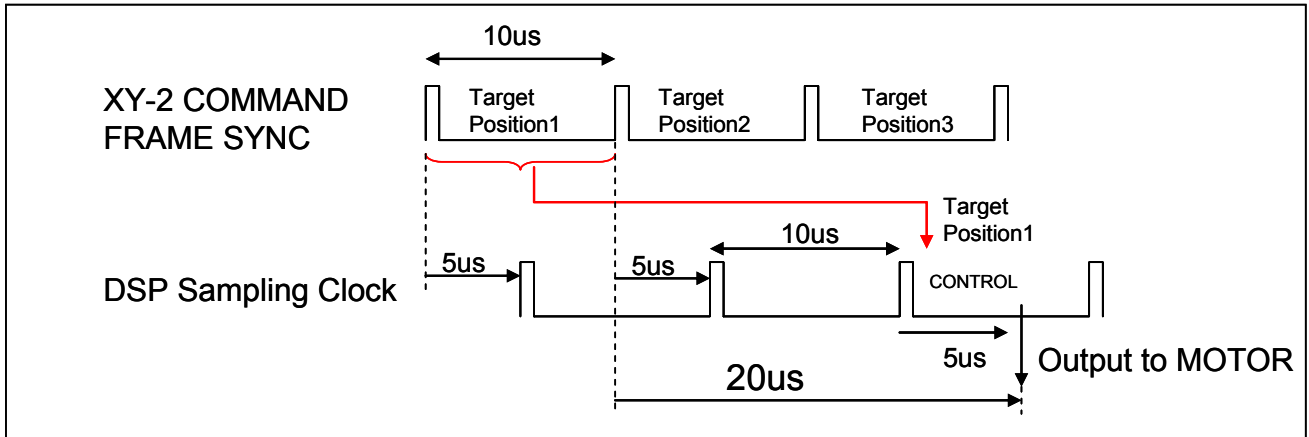 10us
XY-2 COMMAND
FRAME SYNC
Target
Position1
Target
Position2
Target
Position3
Target
Position1
10us
5us
5us
DSP Sampling Clock
CONTROL
5us
Output to MOTOR
20us